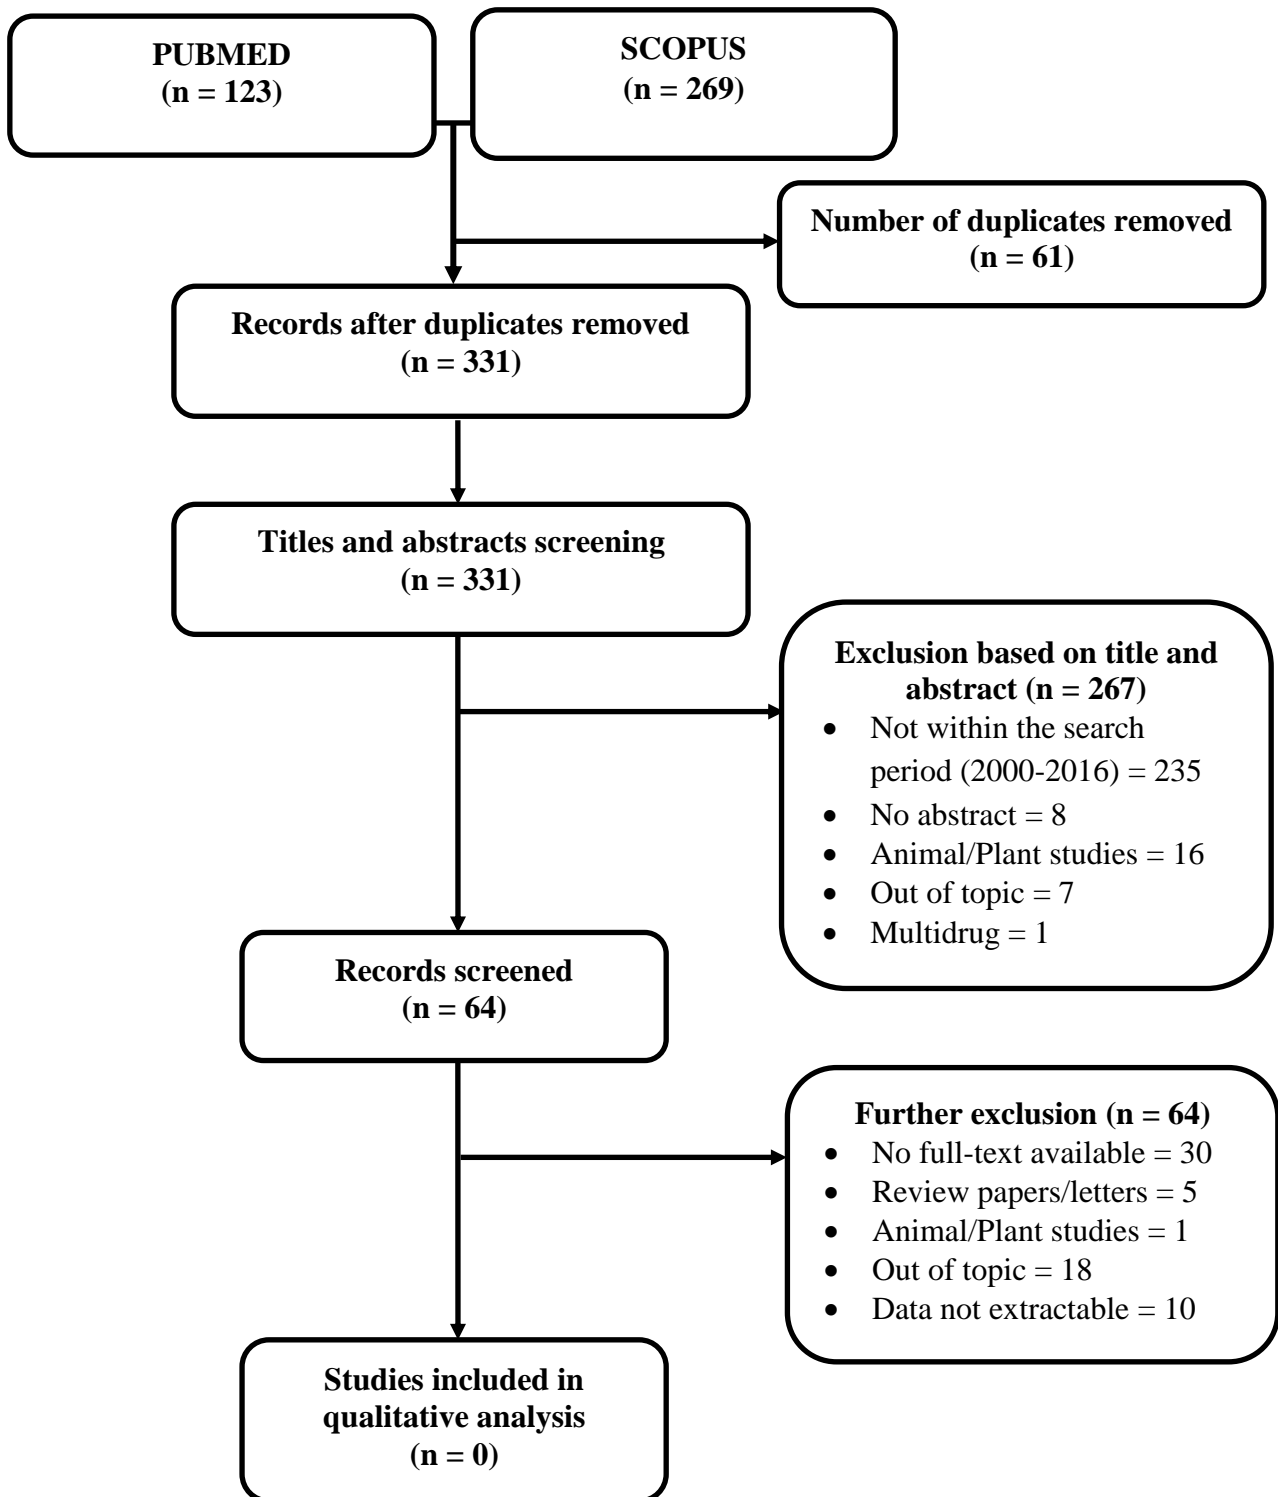 PUBMED
(n = 123)
SCOPUS
(n = 269)
Number of duplicates removed
(n = 61)
Records after duplicates removed
(n = 331)
Titles and abstracts screening
(n = 331)
Exclusion based on title and
abstract (n = 267)
• Not within the search
period (2000-2016) = 235
• No abstract = 8
• Animal/Plant studies = 16
• Out of topic = 7
• Multidrug = 1
Records screened
(n = 64)
Further exclusion (n = 64)
• No full-text available = 30
• Review papers/letters = 5
• Animal/Plant studies = 1
• Out of topic = 18
• Data not extractable = 10
Studies included in
qualitative analysis
(n = 0)